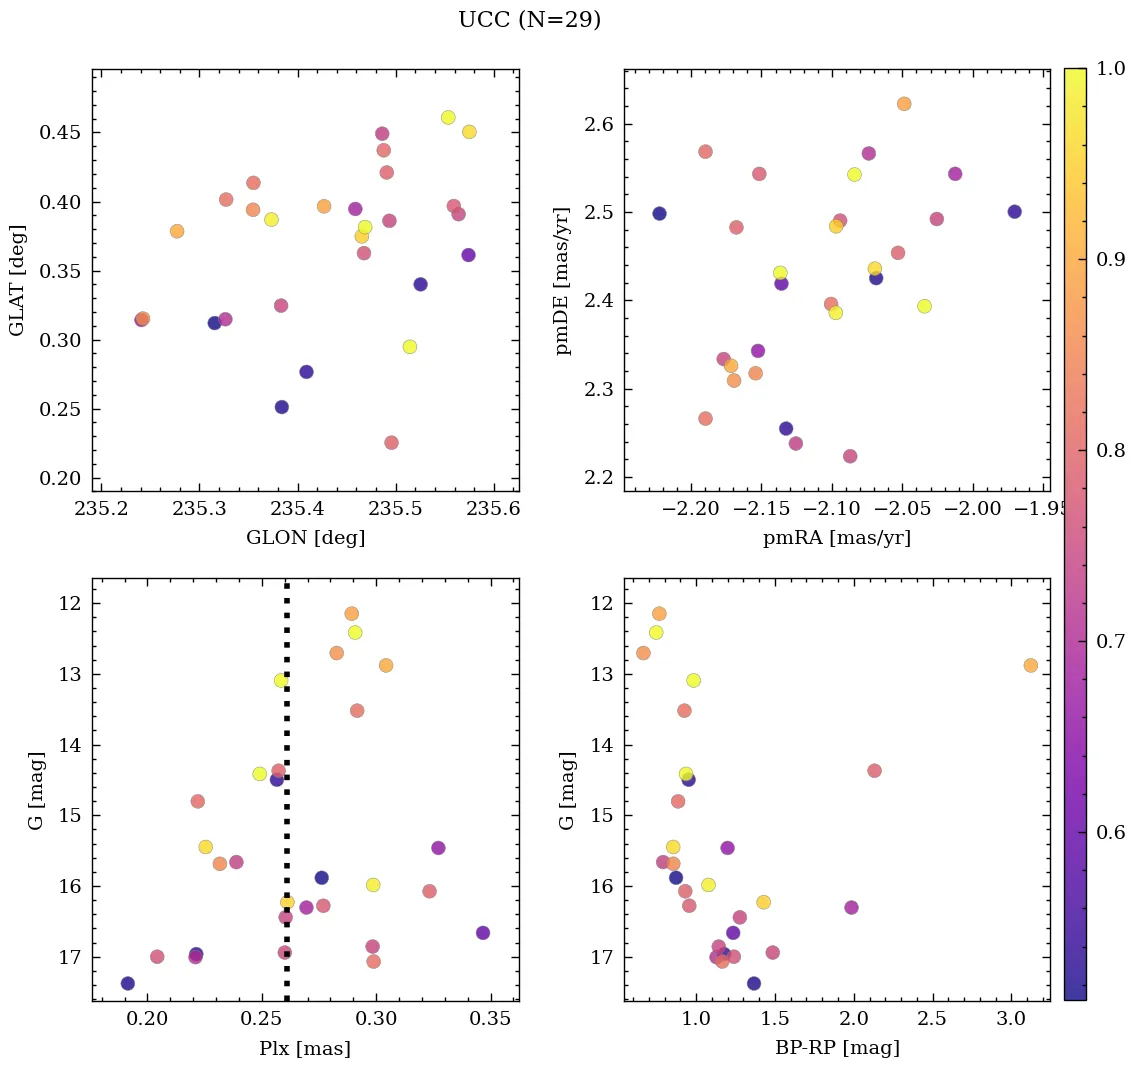 UCC (N=29)
0.45
0.40
0.35
0.30
0.25
0.20
GLAT [deg]
235.2 235.3 235.4 235.5 235.6
GLON [deg]
2.6
2.5
2.4
2.3
2.2
pmDE [mas/yr]
−2.20 −2.15 −2.10 −2.05 −2.00 −1.95
pmRA [mas/yr]
1.0
0.9
0.8
0.7
0.6
12
13
14
15
16
17
G [mag]
0.20 0.25 0.30 0.35
Plx [mas]
12
13
14
15
16
17
G [mag]
1.0 1.5 2.0 2.5 3.0
BP-RP [mag]